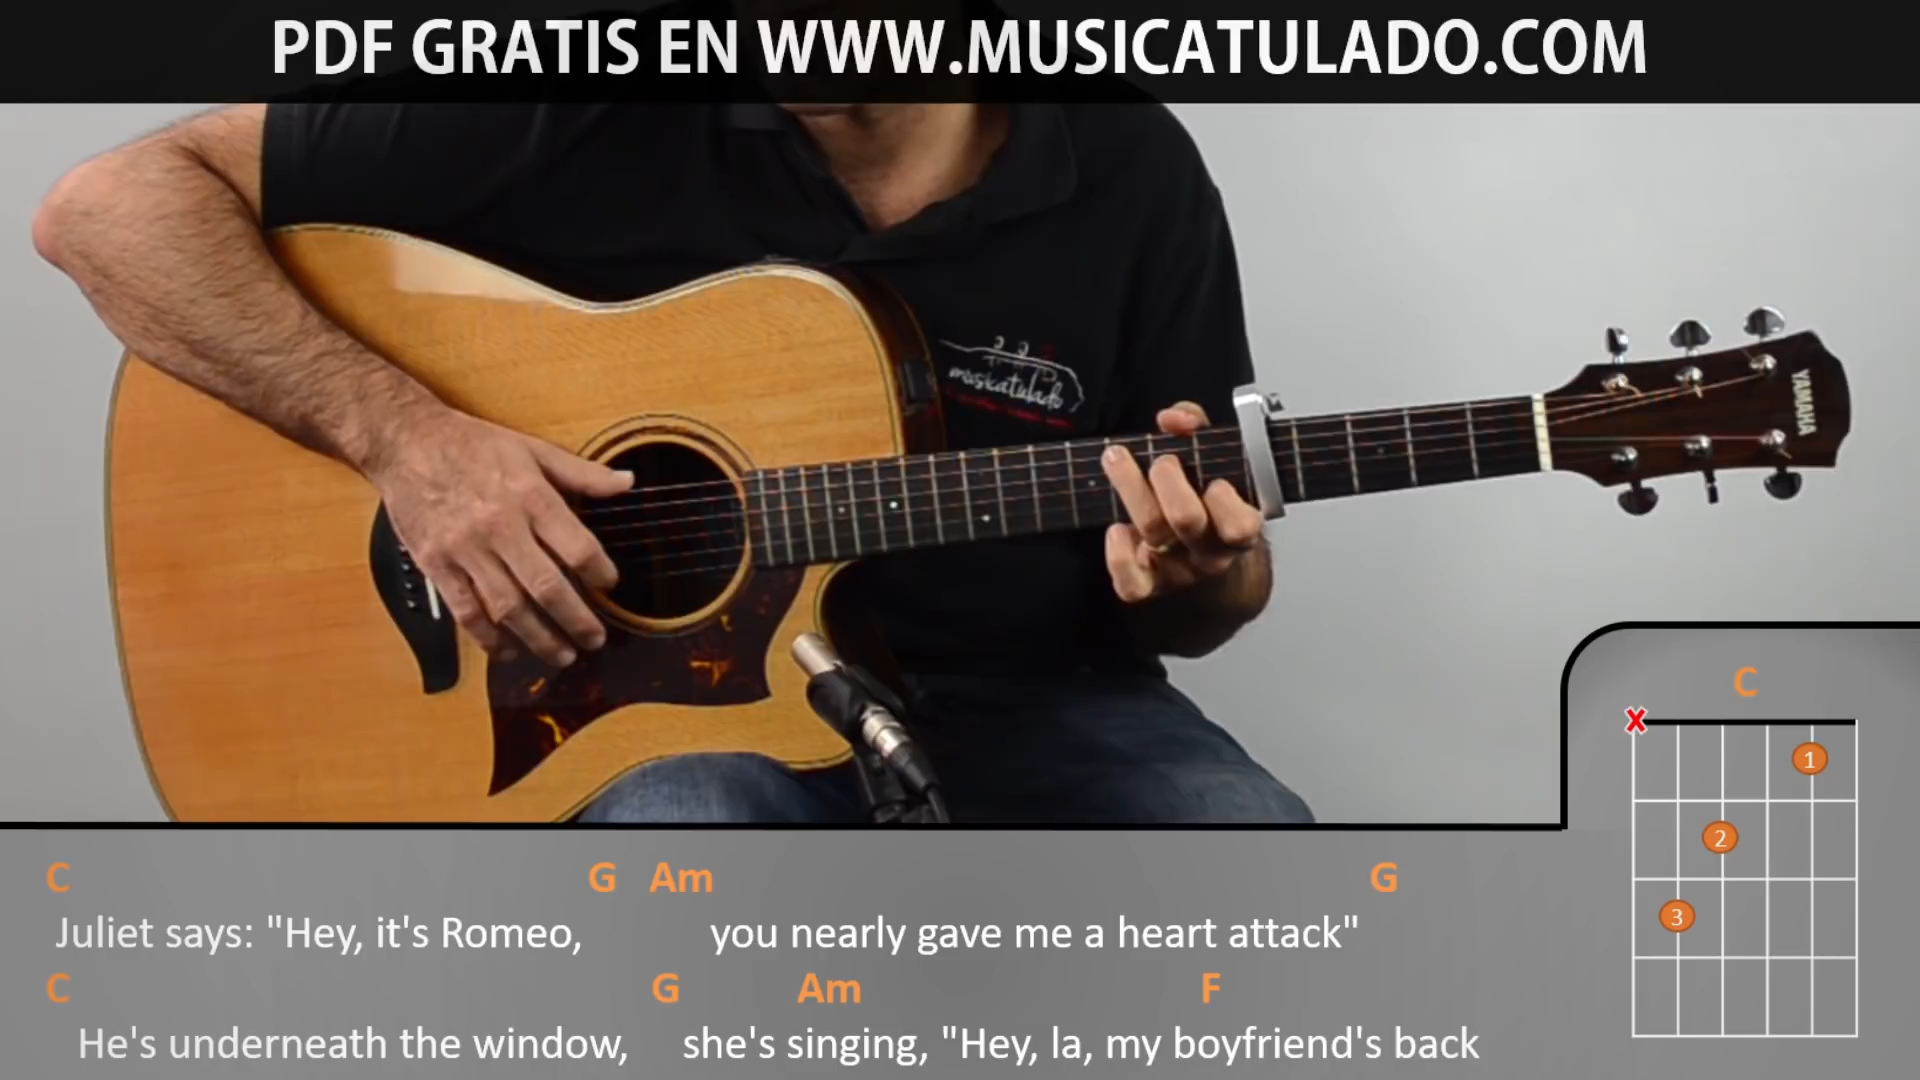 PDF GRATIS EN WWW.MUSICATULADO.COM
musicatulado
YAMAHA
C
x
1
2
3
C G Am G
Juliet says: "Hey, it's Romeo, you nearly gave me a heart attack"
C G Am F
He's underneath the window, she's singing, "Hey, la, my boyfriend's back